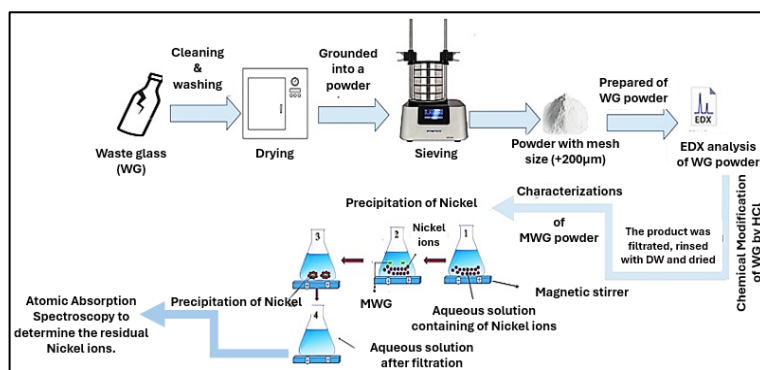 Cleaning
&
washing
Grounded
into a
powder
Prepared of
WG powder
EDX
Waste glass
(WG)
Drying
Sieving
Powder with mesh
size (+200µm)
EDX analysis
of WG powder
Chemical Modification
of WG by HCl
Characterizations
of
MWG powder
The product was
filtrated, rinsed
with DW and dried
Precipitation of Nickel
Nickel
ions
3
2
1
MWG
Aqueous solution
containing of Nickel ions
Magnetic stirrer
Precipitation of Nickel
4
Aqueous solution
after filtration
Atomic Absorption
Spectroscopy to
determine the residual
Nickel ions.